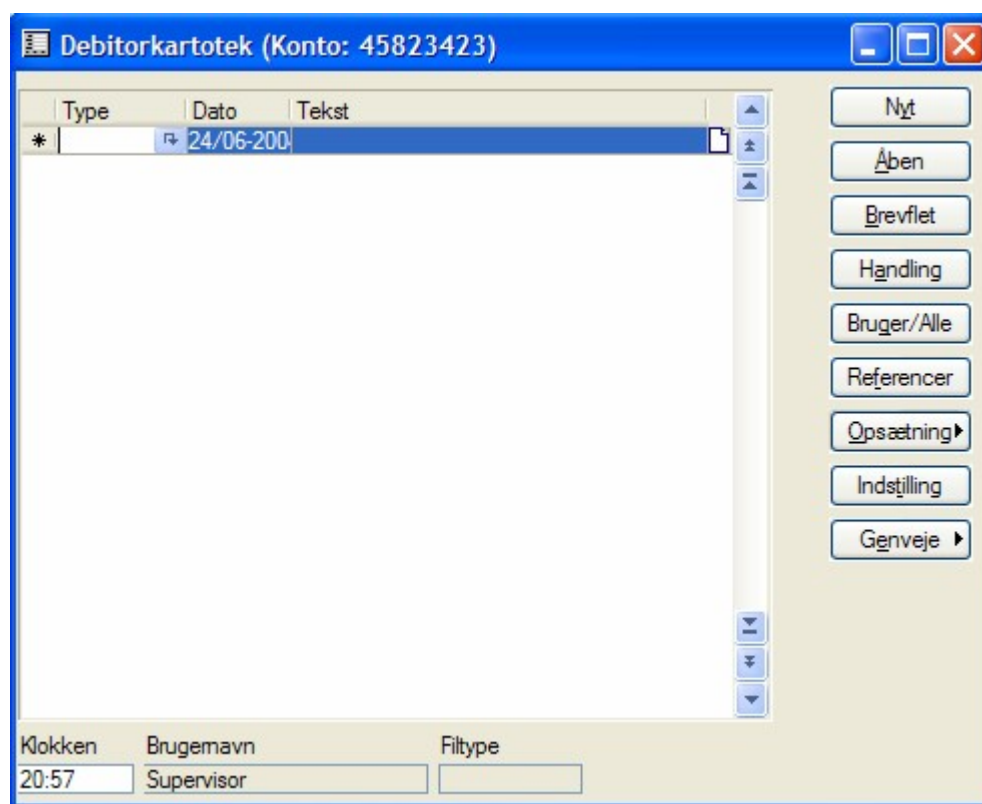 Debitorkartotek (Konto: 45823423)
Type Dato Tekst
* 24/06-200
Nyt
Åben
Brevflet
Handling
Bruger/Alle
Referencer
Opsætning
Indstilling
Genveje
Klokken Brugernavn Filtype
20:57 Supervisor